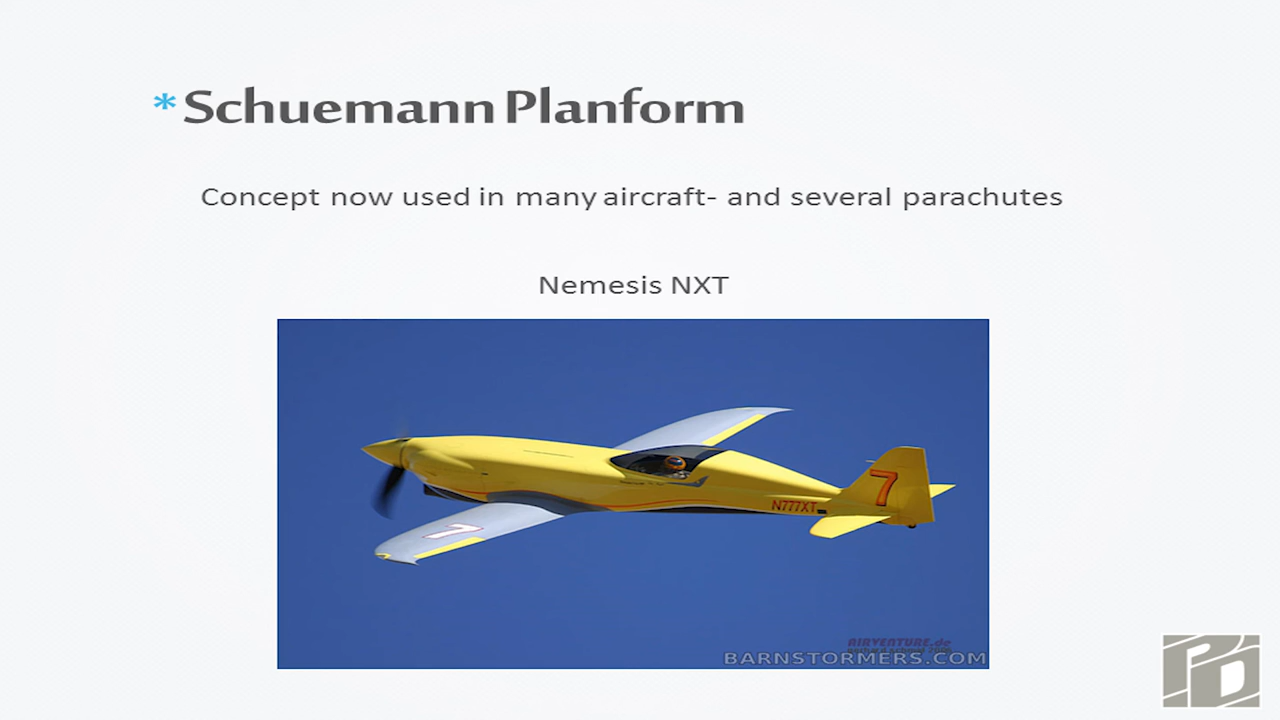 *Schuemann Planform
Concept now used in many aircraft- and several parachutes
Nemesis NXT
7
N777XT
7
AIRVENTURE.de
BARNSTORMERS.COM
PD